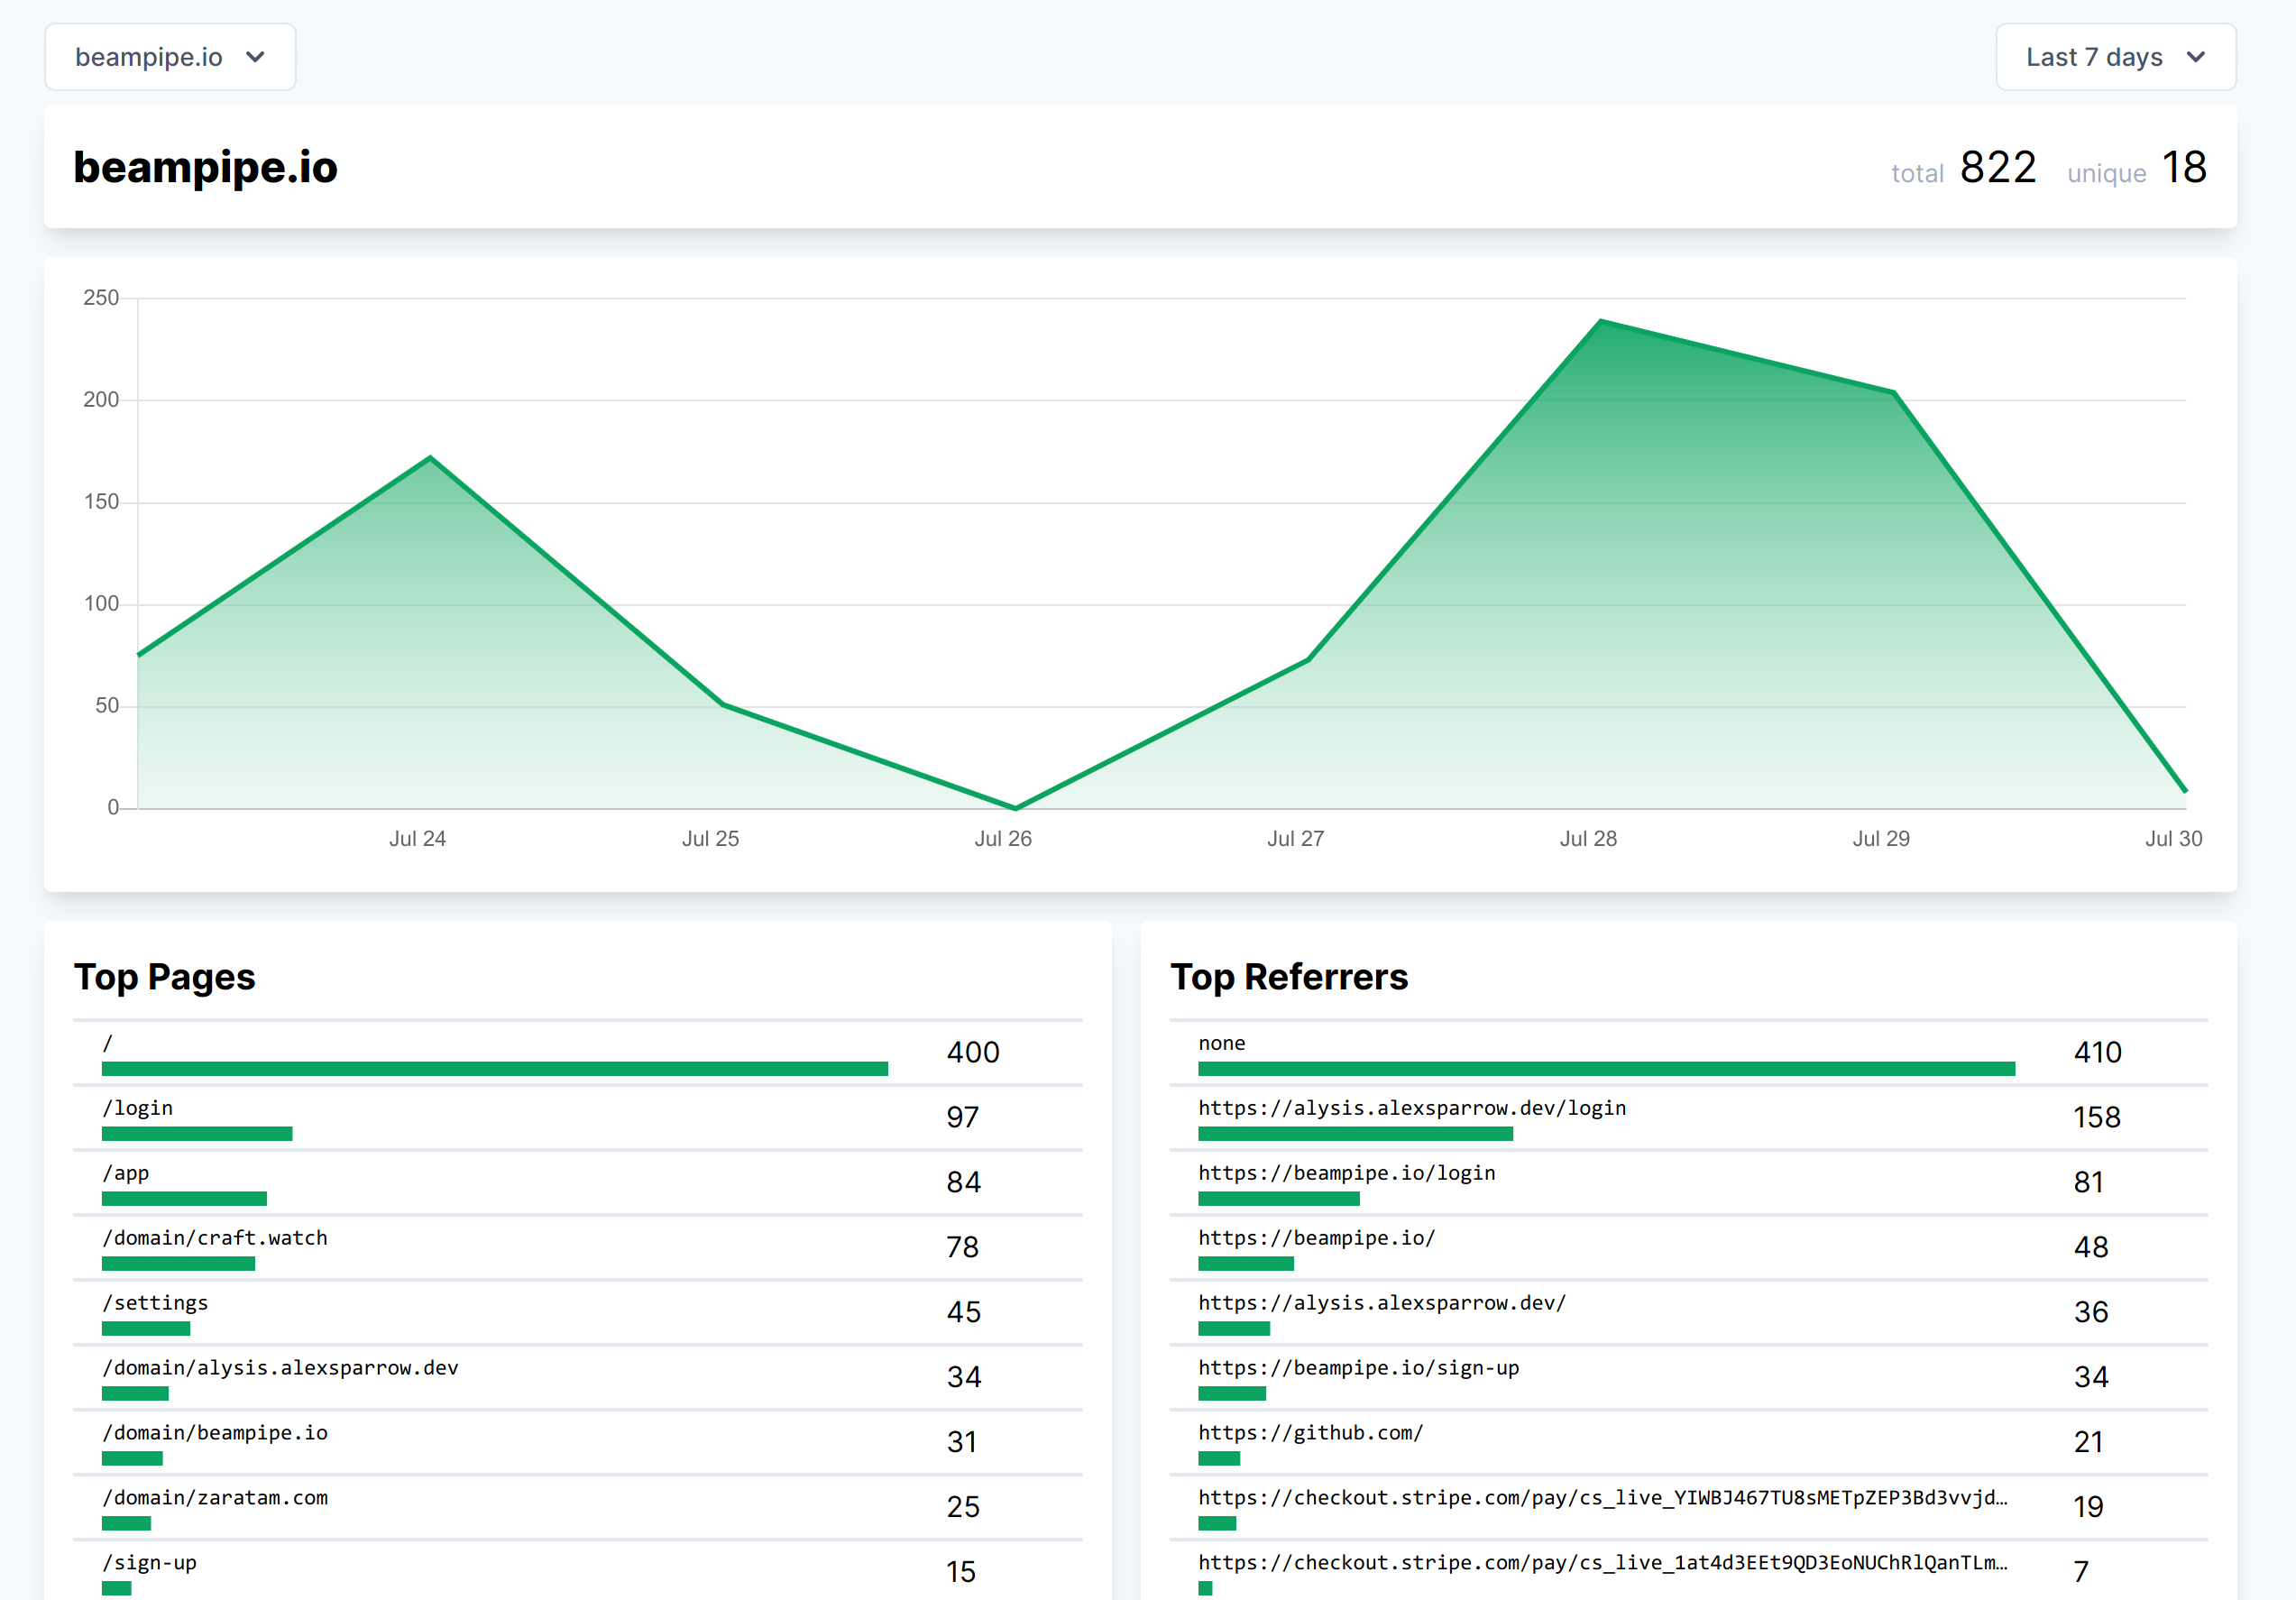 beampipe.io
Last 7 days
beampipe.io
total 822 unique 18
250
200
150
100
50
0
Jul 24 Jul 25 Jul 26 Jul 27 Jul 28 Jul 29 Jul 30
Top Pages
/ 400
/login 97
/app 84
/domain/craft.watch 78
/settings 45
/domain/alysis.alexsparrow.dev 34
/domain/beampipe.io 31
/domain/zaratam.com 25
/sign-up 15
Top Referrers
none 410
https://alysis.alexsparrow.dev/login 158
https://beampipe.io/login 81
https://beampipe.io/ 48
https://alysis.alexsparrow.dev/ 36
https://beampipe.io/sign-up 34
https://github.com/ 21
https://checkout.stripe.com/pay/cs_live_YIWBJ467TU8sMETpZEP3Bd3vvjd… 19
https://checkout.stripe.com/pay/cs_live_1at4d3EEt9QD3EoNUChRlQanTLm… 7